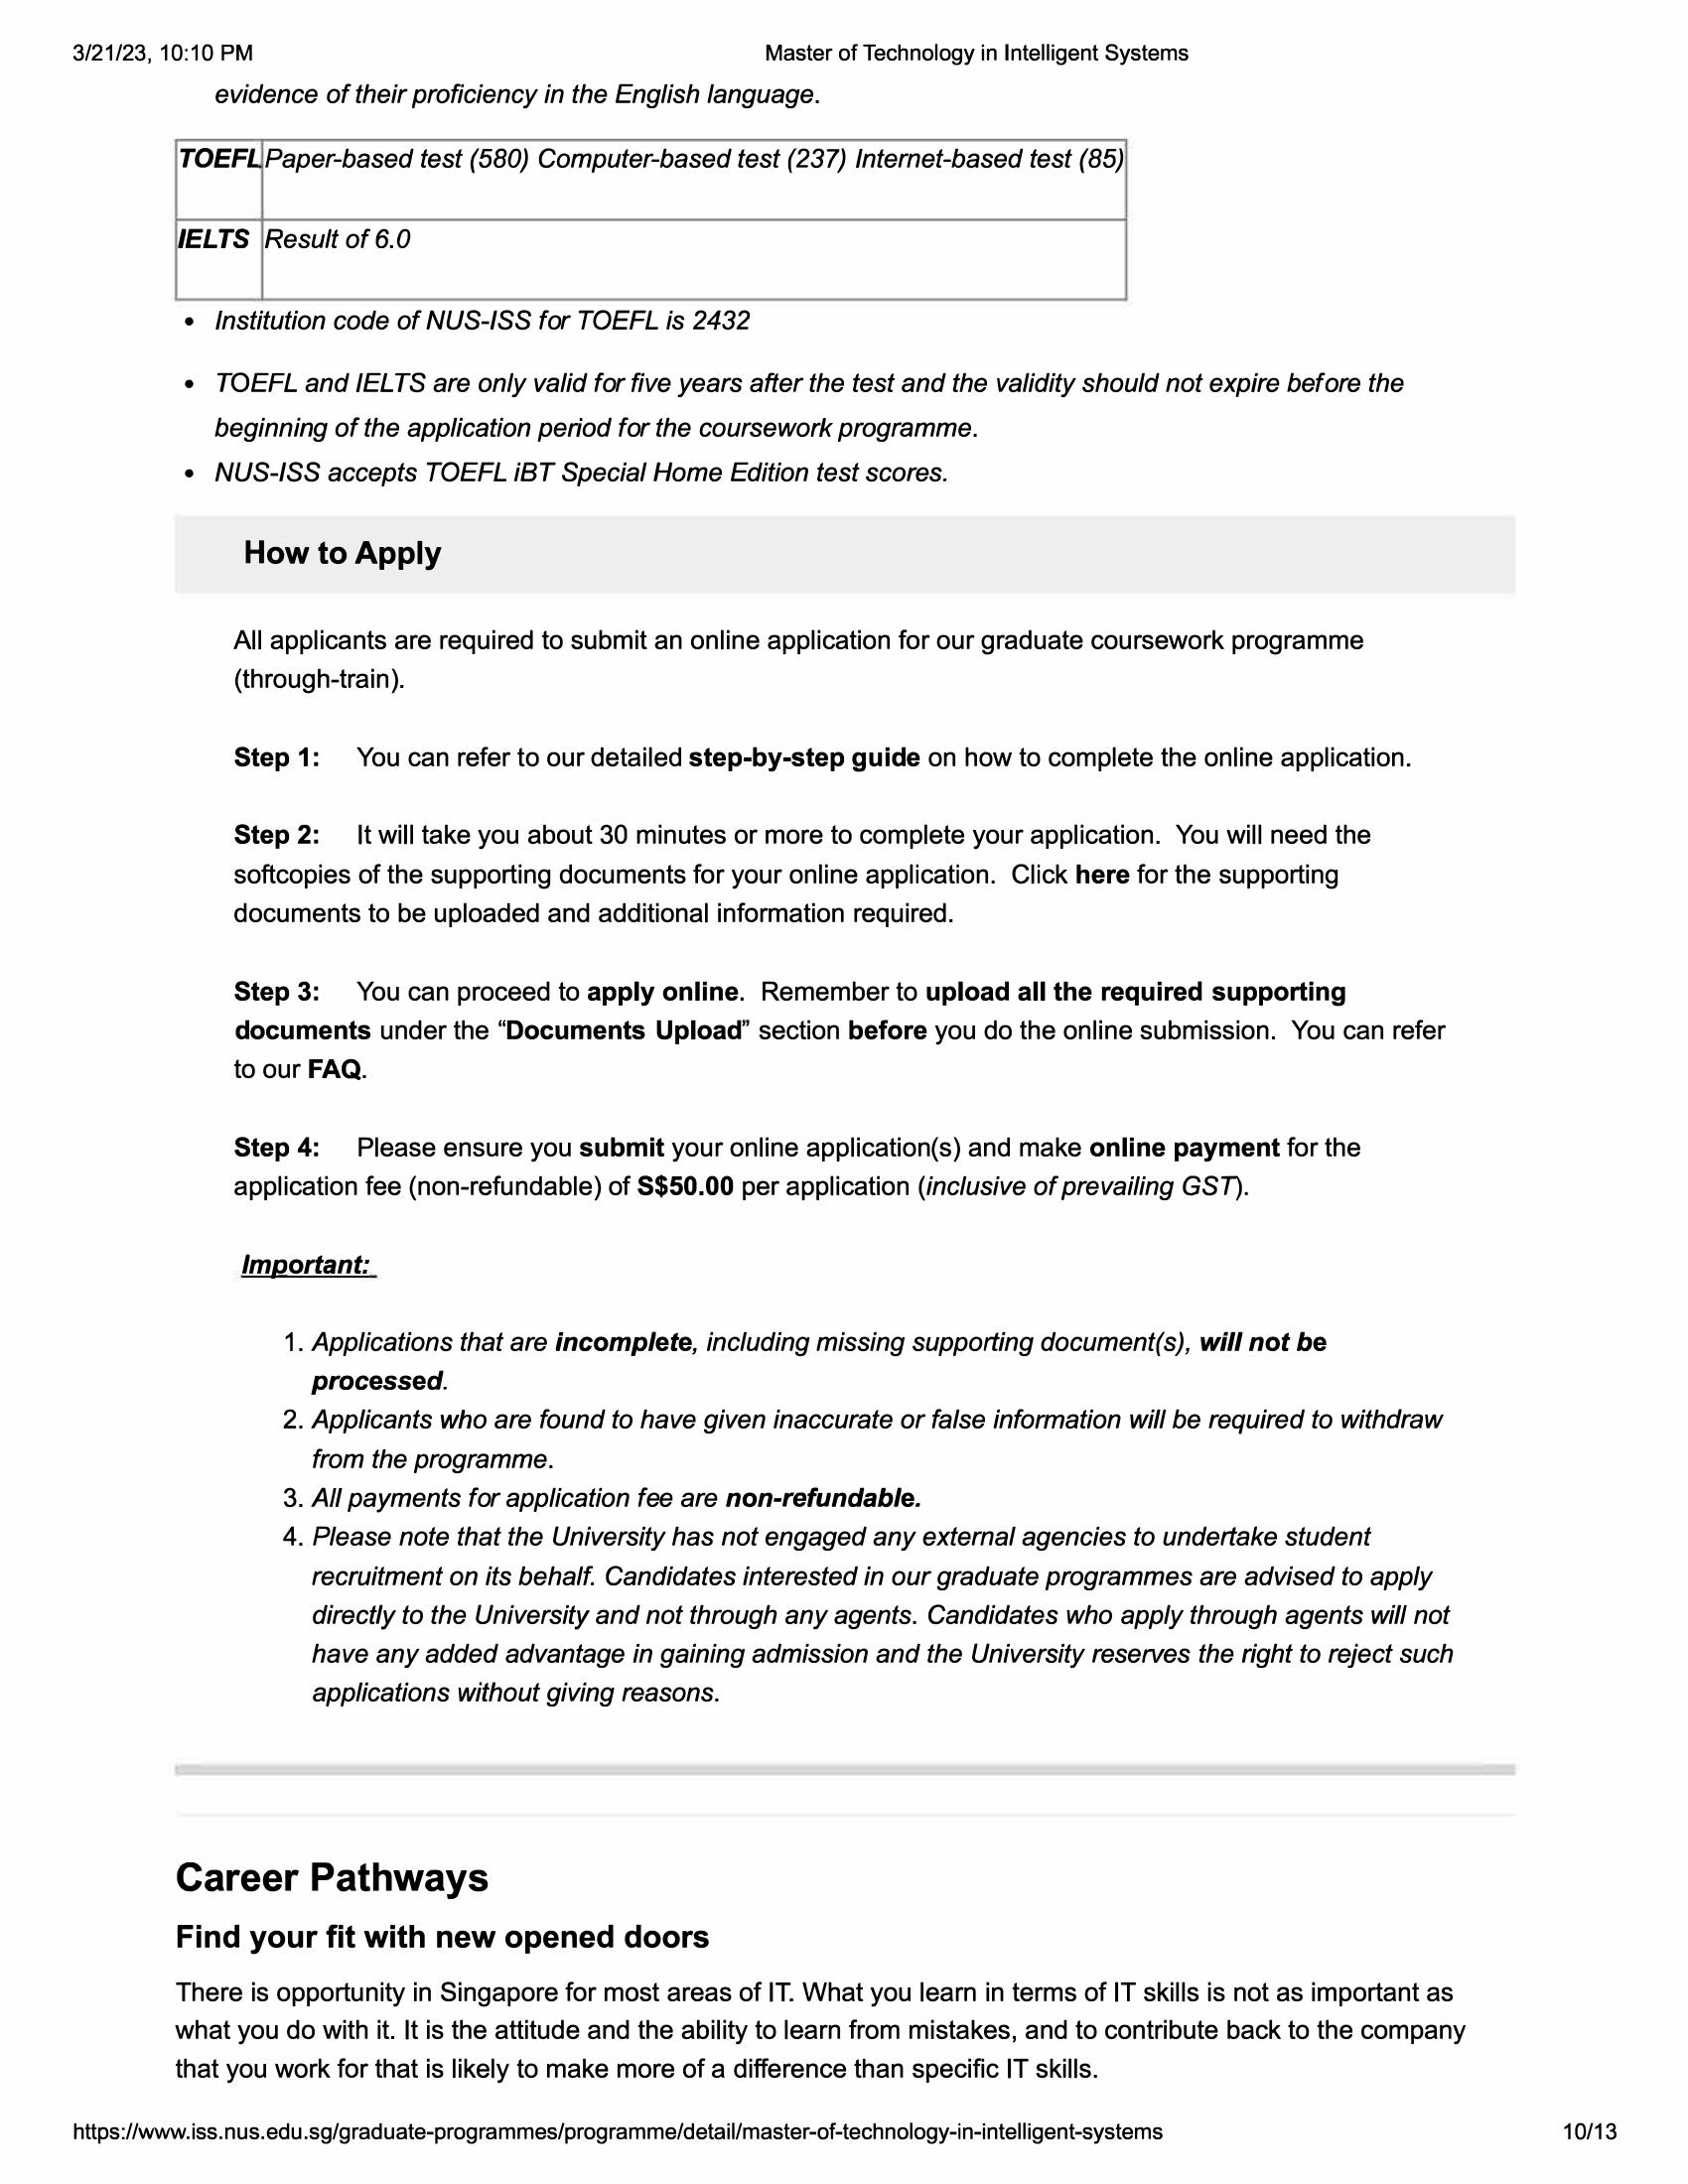 3/21/23, 10:10 PM
Master of Technology in Intelligent Systems
evidence of their proficiency in the English language.
TOEFL Paper-based test (580) Computer-based test (237) Internet-based test (85)
IELTS Result of 6.0
• Institution code of NUS-ISS for TOEFL is 2432
• TOEFL and IELTS are only valid for five years after the test and the validity should not expire before the
beginning of the application period for the coursework programme.
• NUS-ISS accepts TOEFL iBT Special Home Edition test scores.
How to Apply
All applicants are required to submit an online application for our graduate coursework programme
(through-train).
Step 1: You can refer to our detailed step-by-step guide on how to complete the online application.
Step 2: It will take you about 30 minutes or more to complete your application. You will need the
softcopies of the supporting documents for your online application. Click here for the supporting
documents to be uploaded and additional information required.
Step 3: You can proceed to apply online. Remember to upload all the required supporting
documents under the “Documents Upload” section before you do the online submission. You can refer
to our FAQ.
Step 4: Please ensure you submit your online application(s) and make online payment for the
application fee (non-refundable) of S$50.00 per application (inclusive of prevailing GST).
Important:
1. Applications that are incomplete, including missing supporting document(s), will not be
processed.
2. Applicants who are found to have given inaccurate or false information will be required to withdraw
from the programme.
3. All payments for application fee are non-refundable.
4. Please note that the University has not engaged any external agencies to undertake student
recruitment on its behalf. Candidates interested in our graduate programmes are advised to apply
directly to the University and not through any agents. Candidates who apply through agents will not
have any added advantage in gaining admission and the University reserves the right to reject such
applications without giving reasons.
Career Pathways
Find your fit with new opened doors
There is opportunity in Singapore for most areas of IT. What you learn in terms of IT skills is not as important as
what you do with it. It is the attitude and the ability to learn from mistakes, and to contribute back to the company
that you work for that is likely to make more of a difference than specific IT skills.
https://www.iss.nus.edu.sg/graduate-programmes/programme/detail/master-of-technology-in-intelligent-systems
10/13